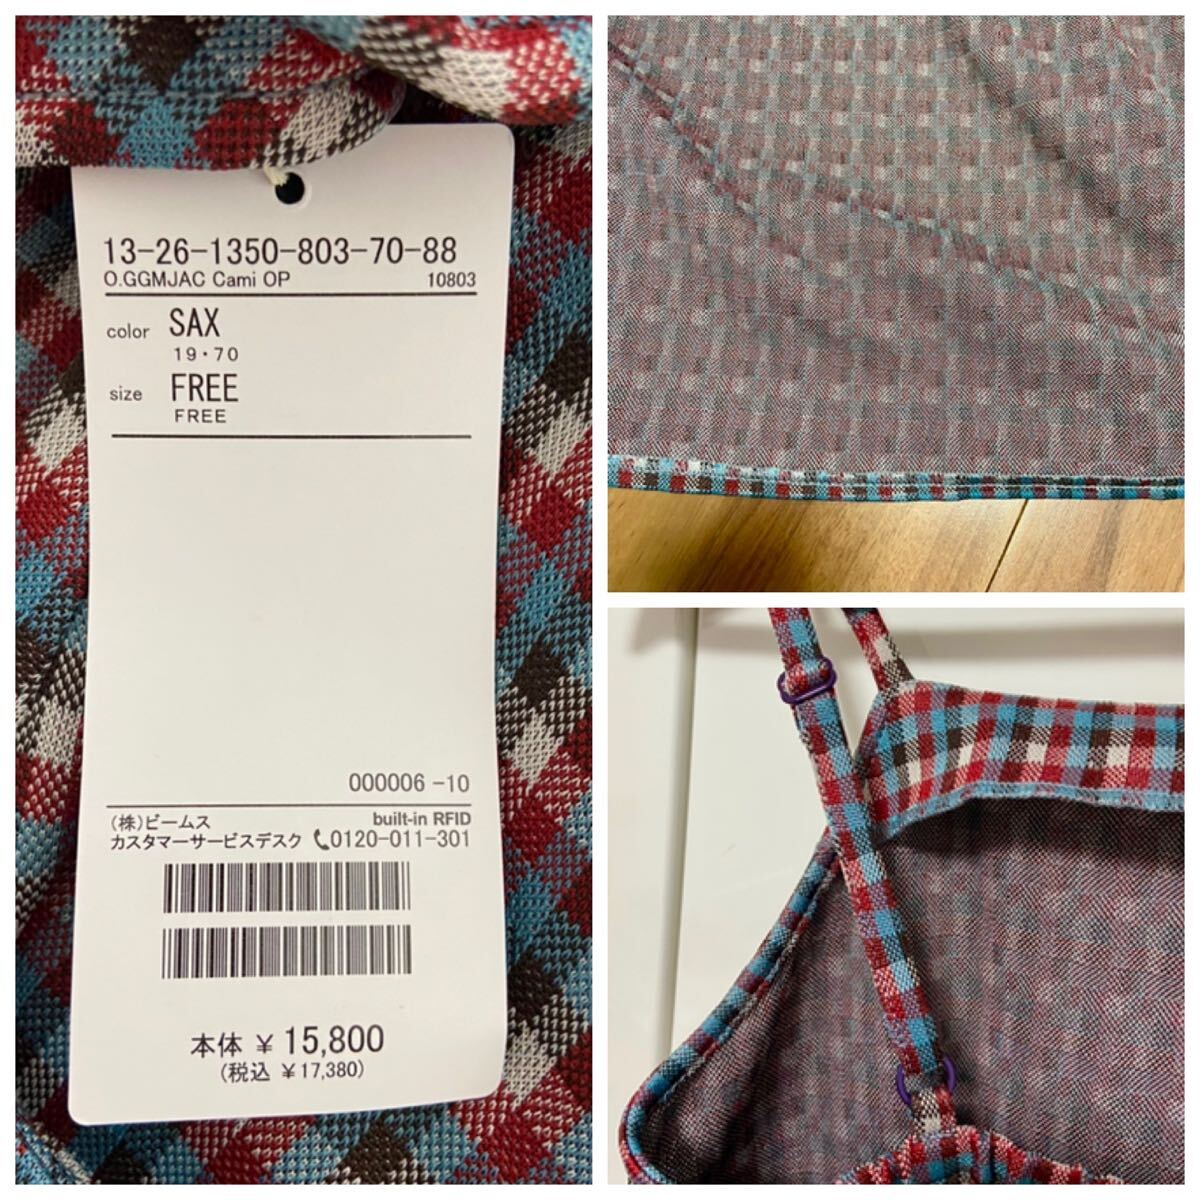 13-26-1350-803-70-88
O.GGMJAC Cami OP 10803
color SAX
19・70
size FREE
FREE
000006 -10
(株)ビームス built-in RFID
カスタマーサービスデスク 0120-011-301
本体 ¥ 15,800
(税込 ¥17,380)